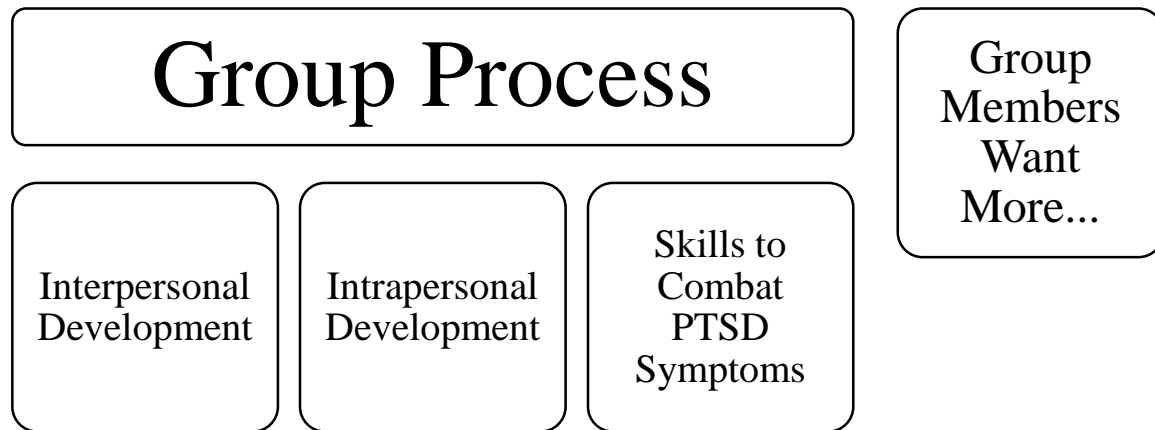 Group Process
Group
Members
Want
More...
Interpersonal
Development
Intrapersonal
Development
Skills to
Combat
PTSD
Symptoms